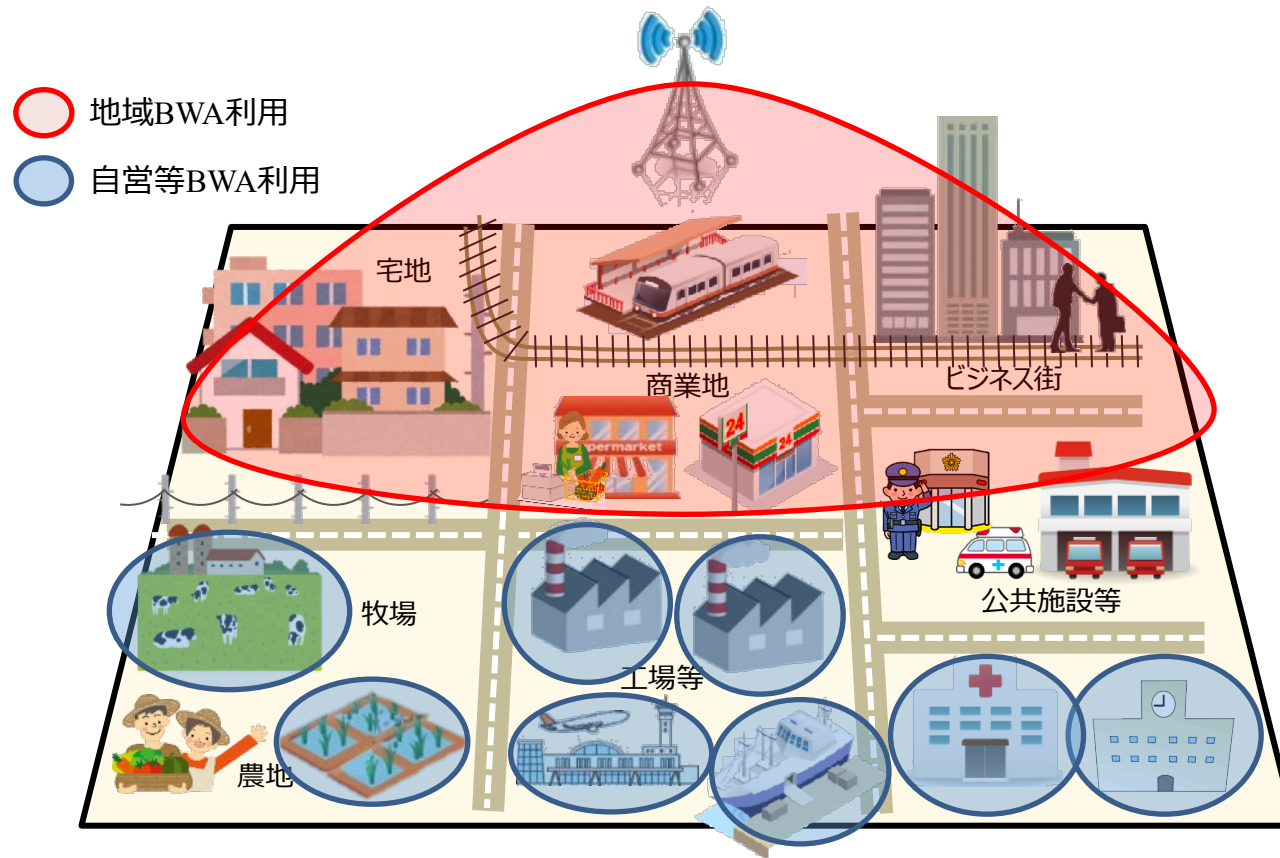 地域BWA利用
自営等BWA利用
宅地
商業地
ビジネス街
permarket
24
24
牧場
公共施設等
工場等
農地